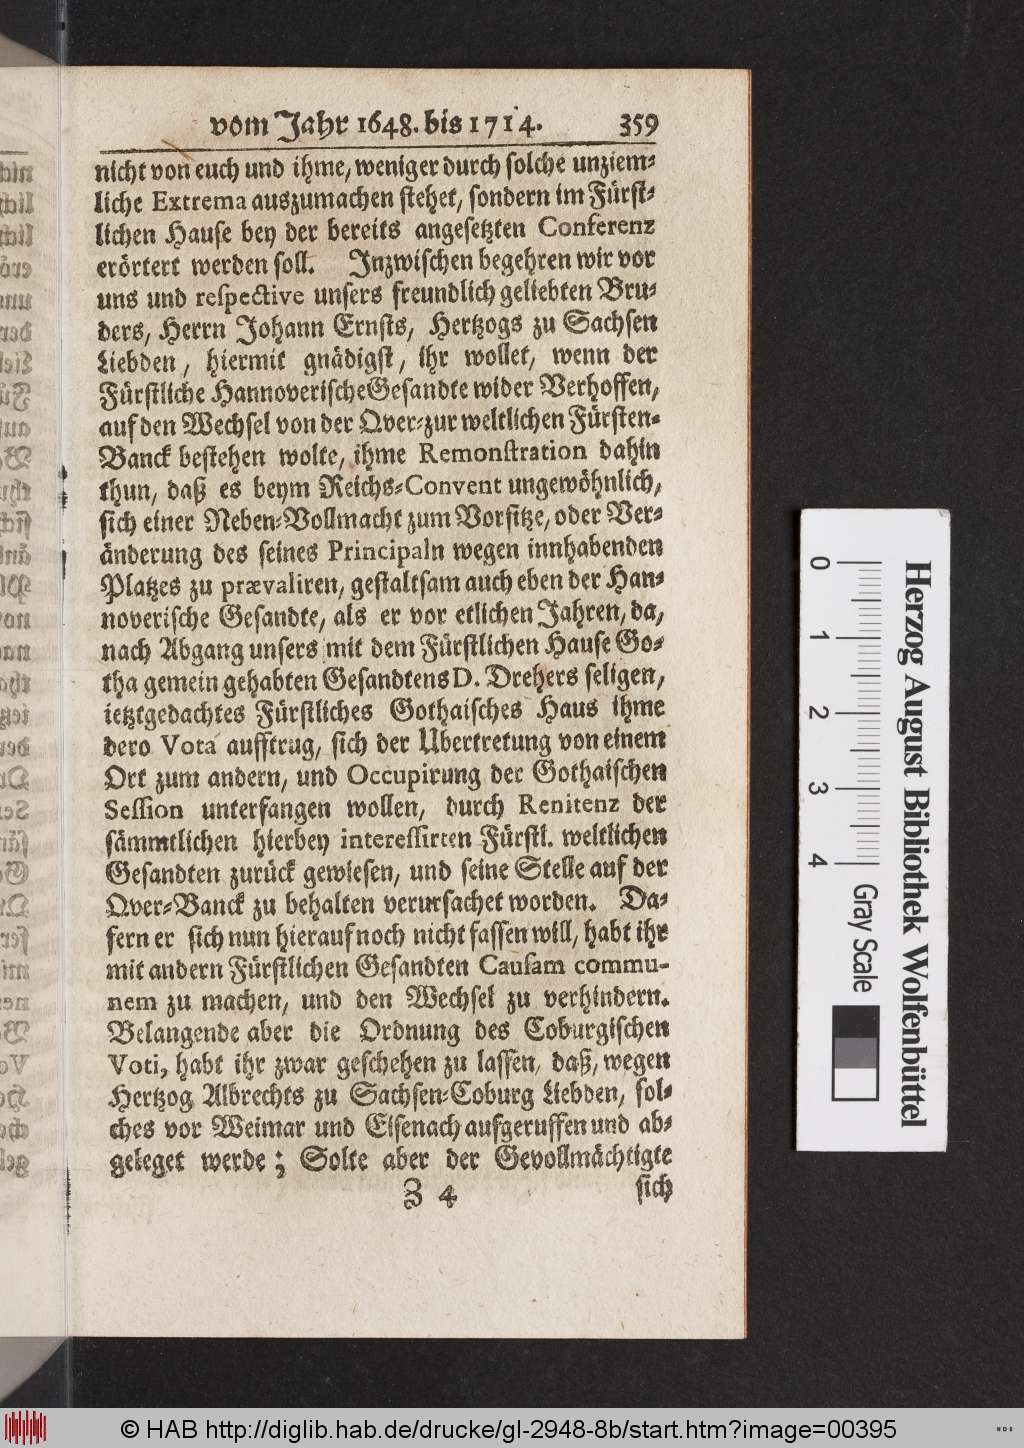 vom Jahr 1648. bis 1714. 359
nicht von euch und ihme, weniger durch solche unziem-
liche Extrema auszumachen stehet, sondern im Fürst-
lichen Hause bey der bereits angesetzten Conferenz
erörtert werden soll. Inzwischen begehren wir vor
uns und respective unsers freundlich geliebten Bru-
ders, Herrn Johann Ernsts, Hertzogs zu Sachsen
Liebden, hiermit gnädigst, ihr wollet, wenn der
Fürstliche Hannoverische Gesandte wider Verhoffen,
auf den Wechsel von der Qver-zur weltlichen Fürsten-
Banck bestehen wolte, ihme Remonstration dahin
thun, daß es beym Reichs-Convent ungewöhnlich,
sich einer Neben-Vollmacht zum Vorsitze, oder Ver-
änderung des seines Principaln wegen innhabenden
Platzes zu prævaliren, gestaltsam auch eben der Han-
noverische Gesandte, als er vor etlichen Jahren, da,
nach Abgang unsers mit dem Fürstlichen Hause Go-
tha gemein gehabten Gesandtens D. Drehers seligen,
ietztgedachtes Fürstliches Gothaisches Haus ihme
dero Vota aufftrug, sich der Ubertretung von einem
Ort zum andern, und Occupirung der Gothaischen
Session unterfangen wollen, durch Renitenz der
sämmtlichen hierbey interessirten Fürstl. weltlichen
Gesandten zurück gewiesen, und seine Stelle auf der
Qver-Banck zu behalten verursachet worden. Da-
fern er sich nun hierauf noch nicht fassen will, habt ihr
mit andern Fürstlichen Gesandten Causam commu-
nem zu machen, und den Wechsel zu verhindern.
Belangende aber die Ordnung des Coburgischen
Voti, habt ihr zwar geschehen zu lassen, daß, wegen
Hertzog Albrechts zu Sachsen-Coburg Liebden, sol-
ches vor Weimar und Eisenach aufgeruffen und ab-
geleget werde; Solte aber der Gevollmächtigte
Z 4 sich
0 1 2 3 4
Gray Scale
Herzog August Bibliothek Wolfenbüttel
© HAB http://diglib.hab.de/drucke/gl-2948-8b/start.htm?image=00395